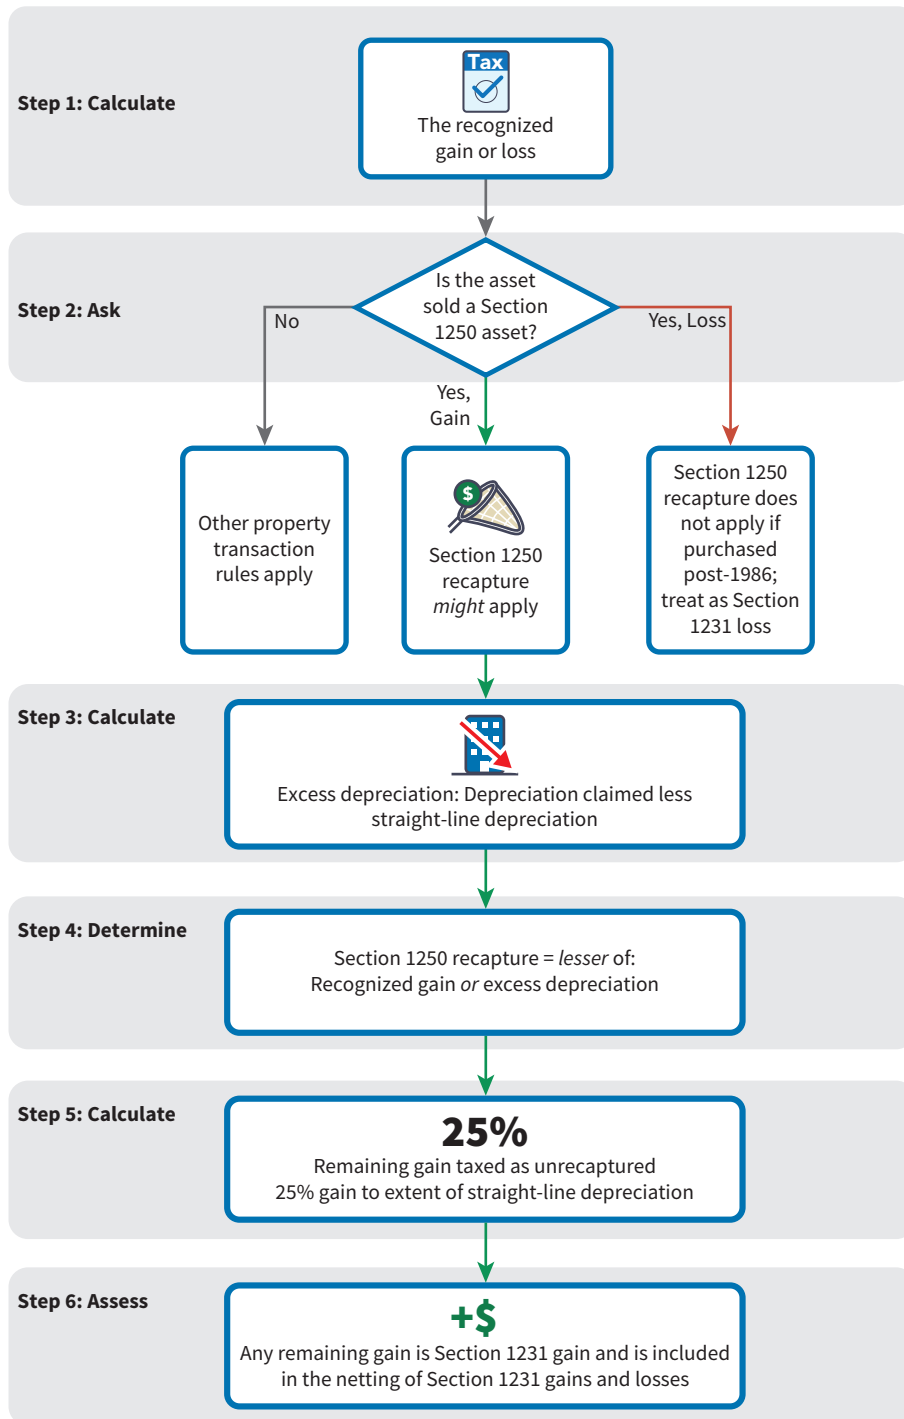 Step 1: Calculate
Tax
The recognized
gain or loss
Step 2: Ask
Is the asset
sold a Section
1250 asset?
No
Yes, Loss
Yes,
Gain
Other property
transaction
rules apply
$
Section 1250
recapture
might apply
Section 1250
recapture does
not apply if
purchased
post-1986;
treat as Section
1231 loss
Step 3: Calculate
Excess depreciation: Depreciation claimed less
straight-line depreciation
Step 4: Determine
Section 1250 recapture = lesser of:
Recognized gain or excess depreciation
Step 5: Calculate
25%
Remaining gain taxed as unrecaptured
25% gain to extent of straight-line depreciation
Step 6: Assess
+$
Any remaining gain is Section 1231 gain and is included
in the netting of Section 1231 gains and losses